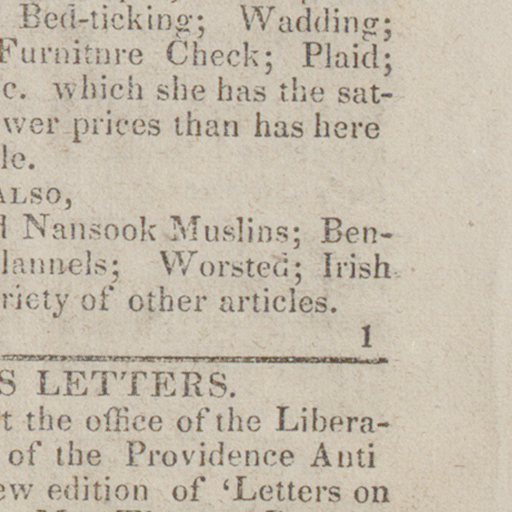 Bed-ticking; Wadding;
Furnitnre Check; Plaid;
c. which she has the sat-
wer prices than has here
le.
ALSO,
d Nansook Muslins; Ben-
lannels; Worsted; Irish
riety of other articles.
1
S LETTERS.
t the office of the Libera-
of the Providence Anti
ew edition of ‘Letters on